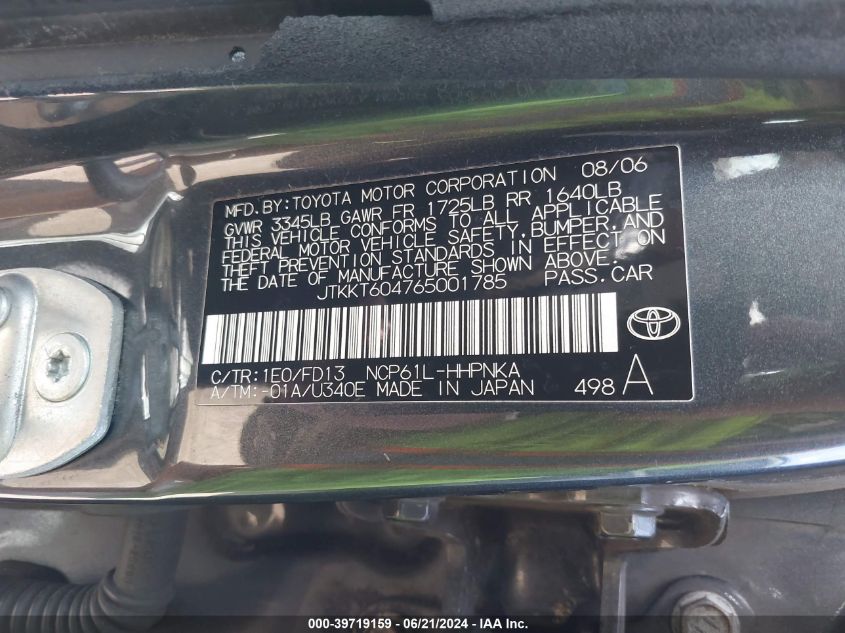 MFD.BY:TOYOTA MOTOR CORPORATION 08/06
GVWR 3345LB GAWR FR 1725LB RR 1640LB
THIS VEHICLE CONFORMS TO ALL APPLICABLE
FEDERAL MOTOR VEHICLE SAFETY,BUMPER,AND
THEFT PREVENTION STANDARDS IN EFFECT ON
THE DATE OF MANUFACTURE SHOWN ABOVE.
JTKKT604765001785 PASS.CAR
C/TR:1E0/FD13 NCP61L-HHPNKA
A/TM:-01A/U340E MADE IN JAPAN 498 A
000-39719159 - 06/21/2024 - IAA Inc.